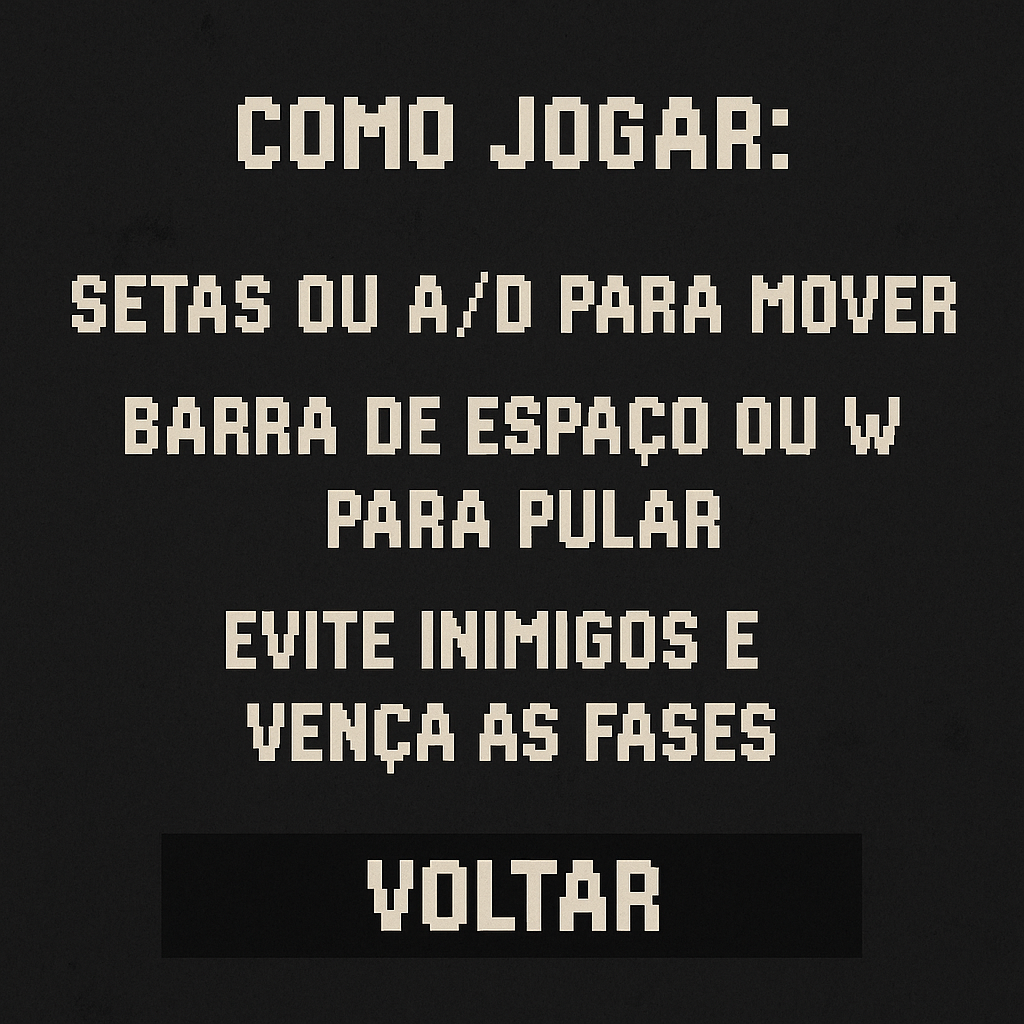 COMO JOGAR:
SETAS OU A/D PARA MOVER
BARRA DE ESPAÇO OU W
PARA PULAR
EVITE INIMIGOS E
VENÇA AS FASES
VOLTAR